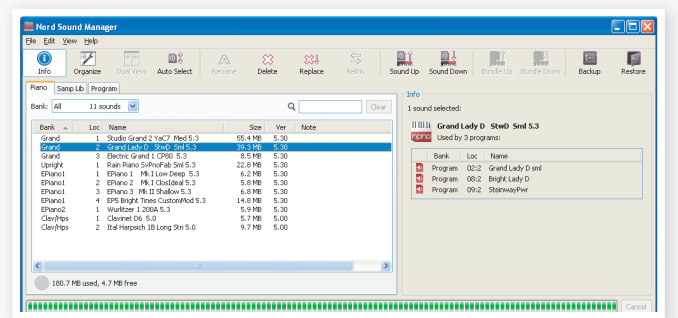 Nord Sound Manager
File Edit View Help
Info Organize Dual View Auto Select Rename Delete Replace Relink Sound Up Sound Down Bundle Up Bundle Down Backup Restore
Piano Samp Lib Program
Bank: All 11 sounds Clear
Bank Loc Name Size Ver Note
Grand 1 Studio Grand 2 YaC7 Med 5.3 55.4 MB 5.30
Grand 2 Grand Lady D StwD Sml 5.3 39.3 MB 5.30
Grand 3 Electric Grand 1 CP80 5.3 8.5 MB 5.30
Upright 1 Rain Piano SvPnoFab Sml 5.3 22.8 MB 5.30
EPiano1 1 EPiano 1 Mk I Low Deep 5.3 6.2 MB 5.30
EPiano1 2 EPiano 2 Mk I ClosIdeal 5.3 5.8 MB 5.30
EPiano1 3 EPiano 3 Mk II Shallow 5.3 6.8 MB 5.30
EPiano1 4 EP5 Bright Tines CustomMod 5.3 14.8 MB 5.30
EPiano2 1 Wurlitzer 1 200A 5.3 5.9 MB 5.30
Clav/Hps 1 Clavinet D6 5.0 5.7 MB 5.00
Clav/Hps 2 Ital Harpsich 1B Long Stri 5.0 9.7 MB 5.00
180.7 MB used, 4.7 MB free
Info
1 sound selected:
Grand Lady D StwD Sml 5.3
npno Used by 3 programs:
Bank Loc Name
Program 02:2 Grand Lady D sml
Program 08:2 Bright Lady D
Program 09:2 SteinwayPwr
Cancel